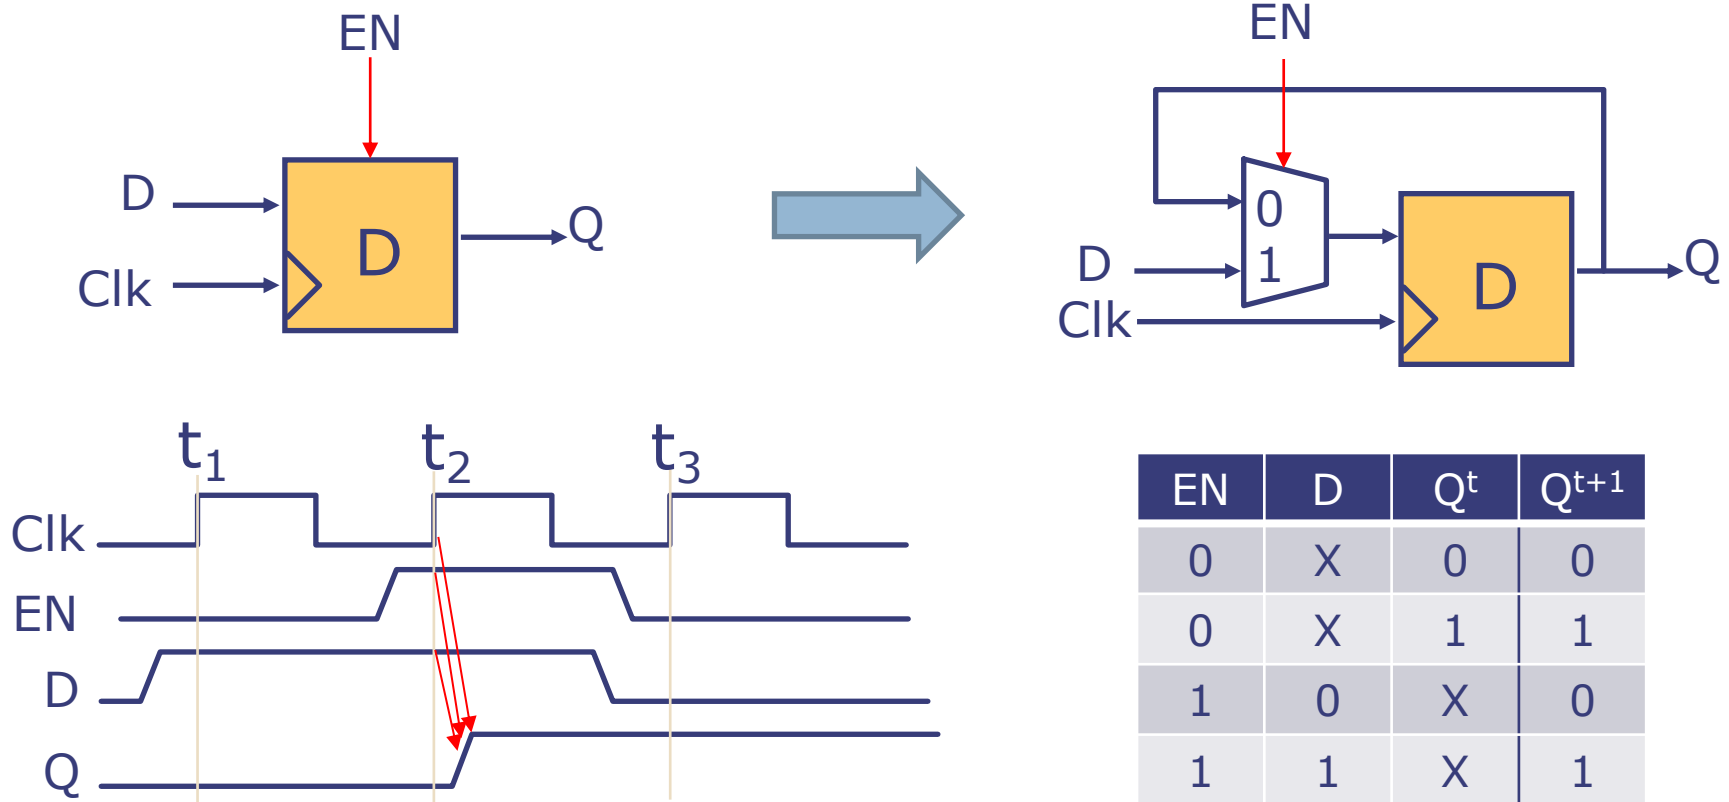 EN
D
Clk
D
Q
EN
0
1
D
Clk
D
Q
t1
t2
t3
Clk
EN
D
Q
EN D Qt Qt+1
0 X 0 0
0 X 1 1
1 0 X 0
1 1 X 1